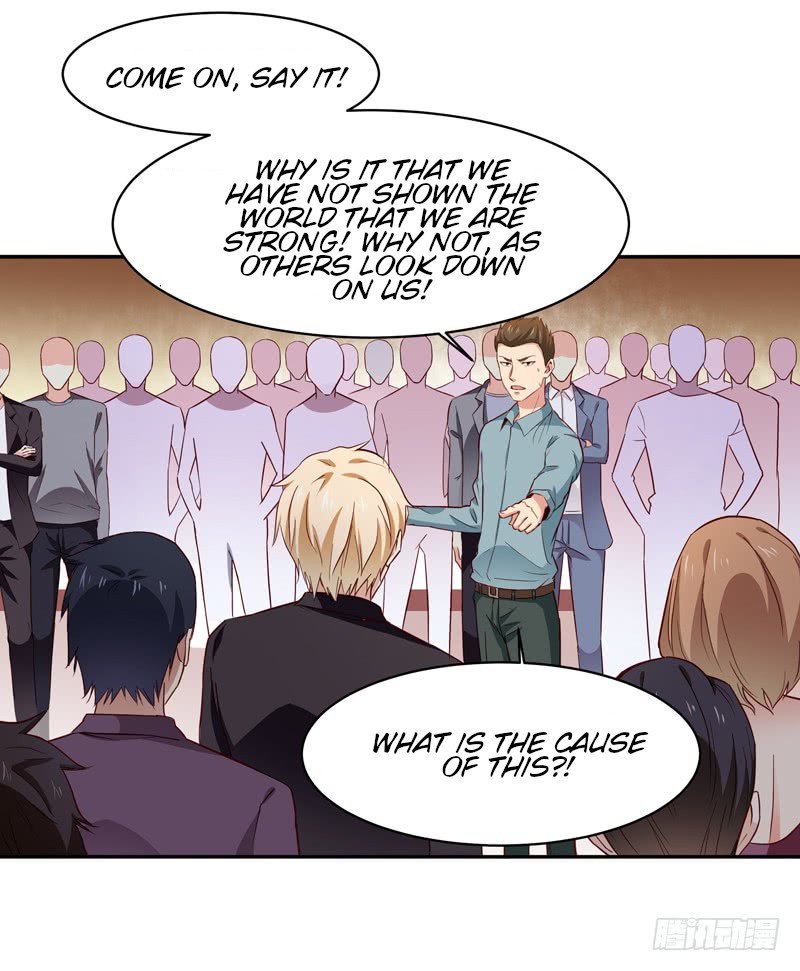 COME ON, SAY IT!
WHY IS IT THAT WE
HAVE NOT SHOWN THE
WORLD THAT WE ARE
STRONG! WHY NOT, AS
OTHERS LOOK DOWN
ON US!
WHAT IS THE CAUSE
OF THIS?!
腾讯动漫